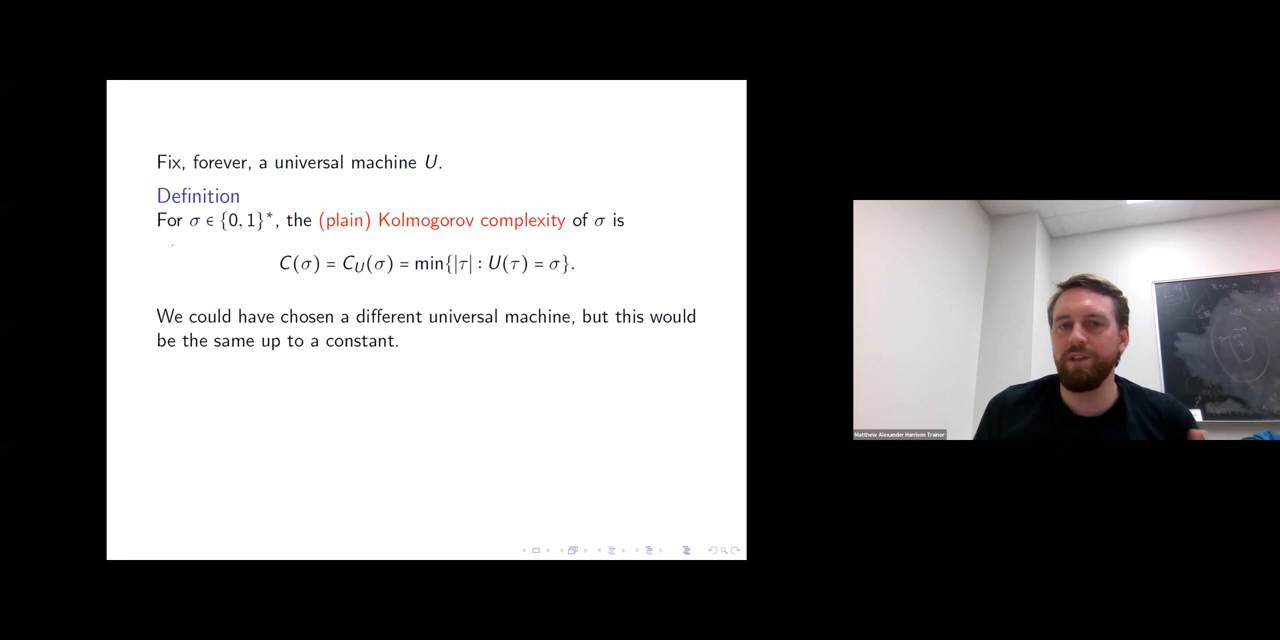 Fix, forever, a universal machine U.
Definition
For σ ∈ {0, 1}*, the (plain) Kolmogorov complexity of σ is
C(σ) = C_U(σ) = min{|τ| : U(τ) = σ}.
We could have chosen a different universal machine, but this would
be the same up to a constant.
Matthew Alexander Harrison Trainor